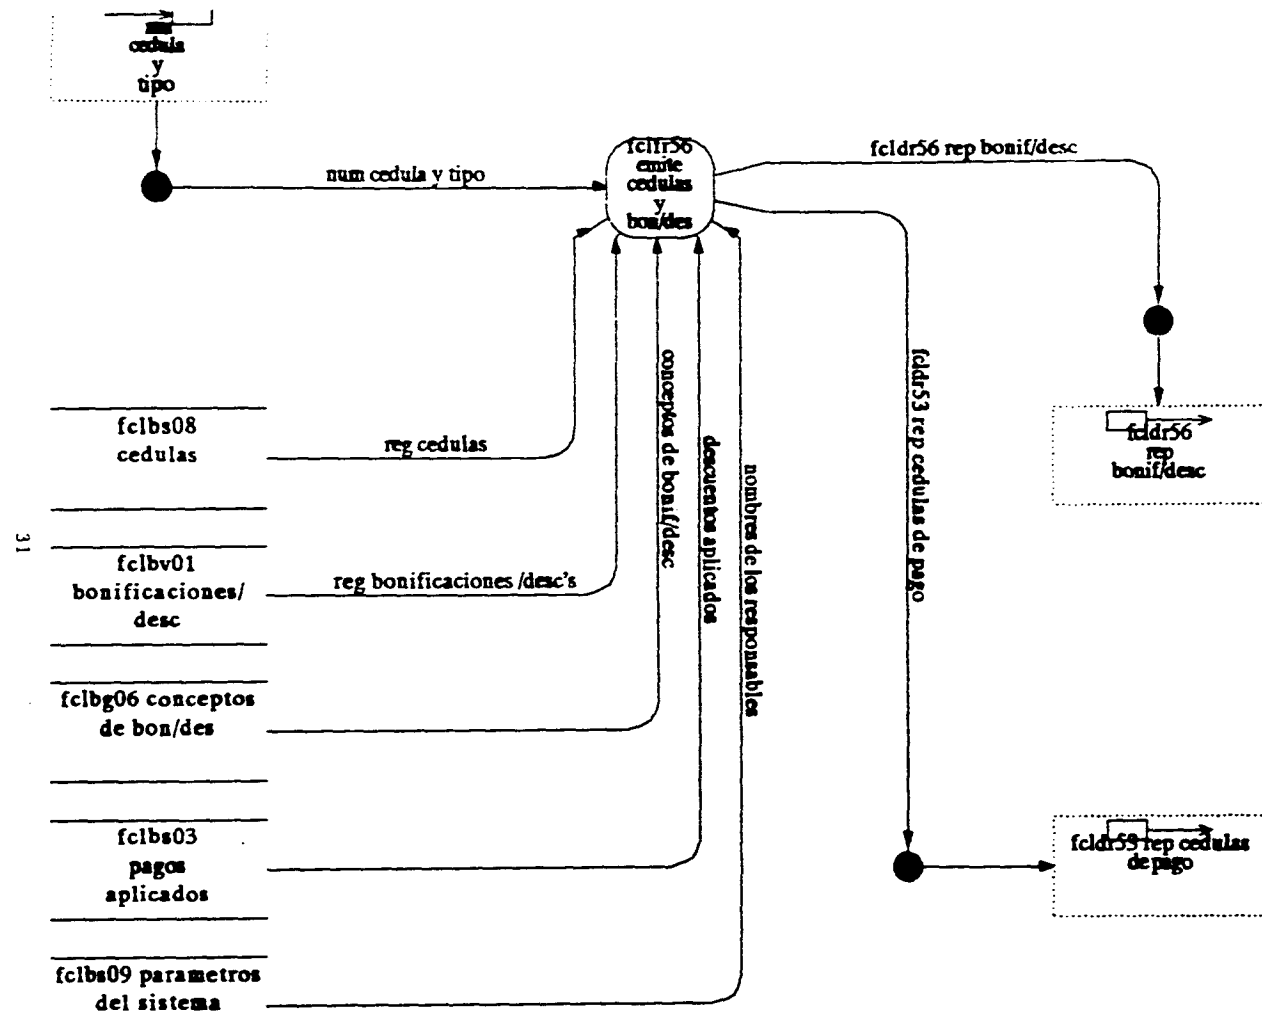 cedula
y
tipo
num cedula y tipo
fclfr56
emite
cedulas
y
bon/des
fcldr56 rep bonif/desc
fcldr56
rep
bonif/desc
fclbs08
cedulas
reg cedulas
fclbv01
bonificaciones/
desc
reg bonificaciones /desc's
fclbg06 conceptos
de bon/des
conceptos de bonif/desc
fclbs03
pagos
aplicados
descuentos aplicados
fclbs09 parametros
del sistema
nombres de los responsables
fcldr53 rep cedulas de pago
fcldr53 rep cedulas
de pago
31